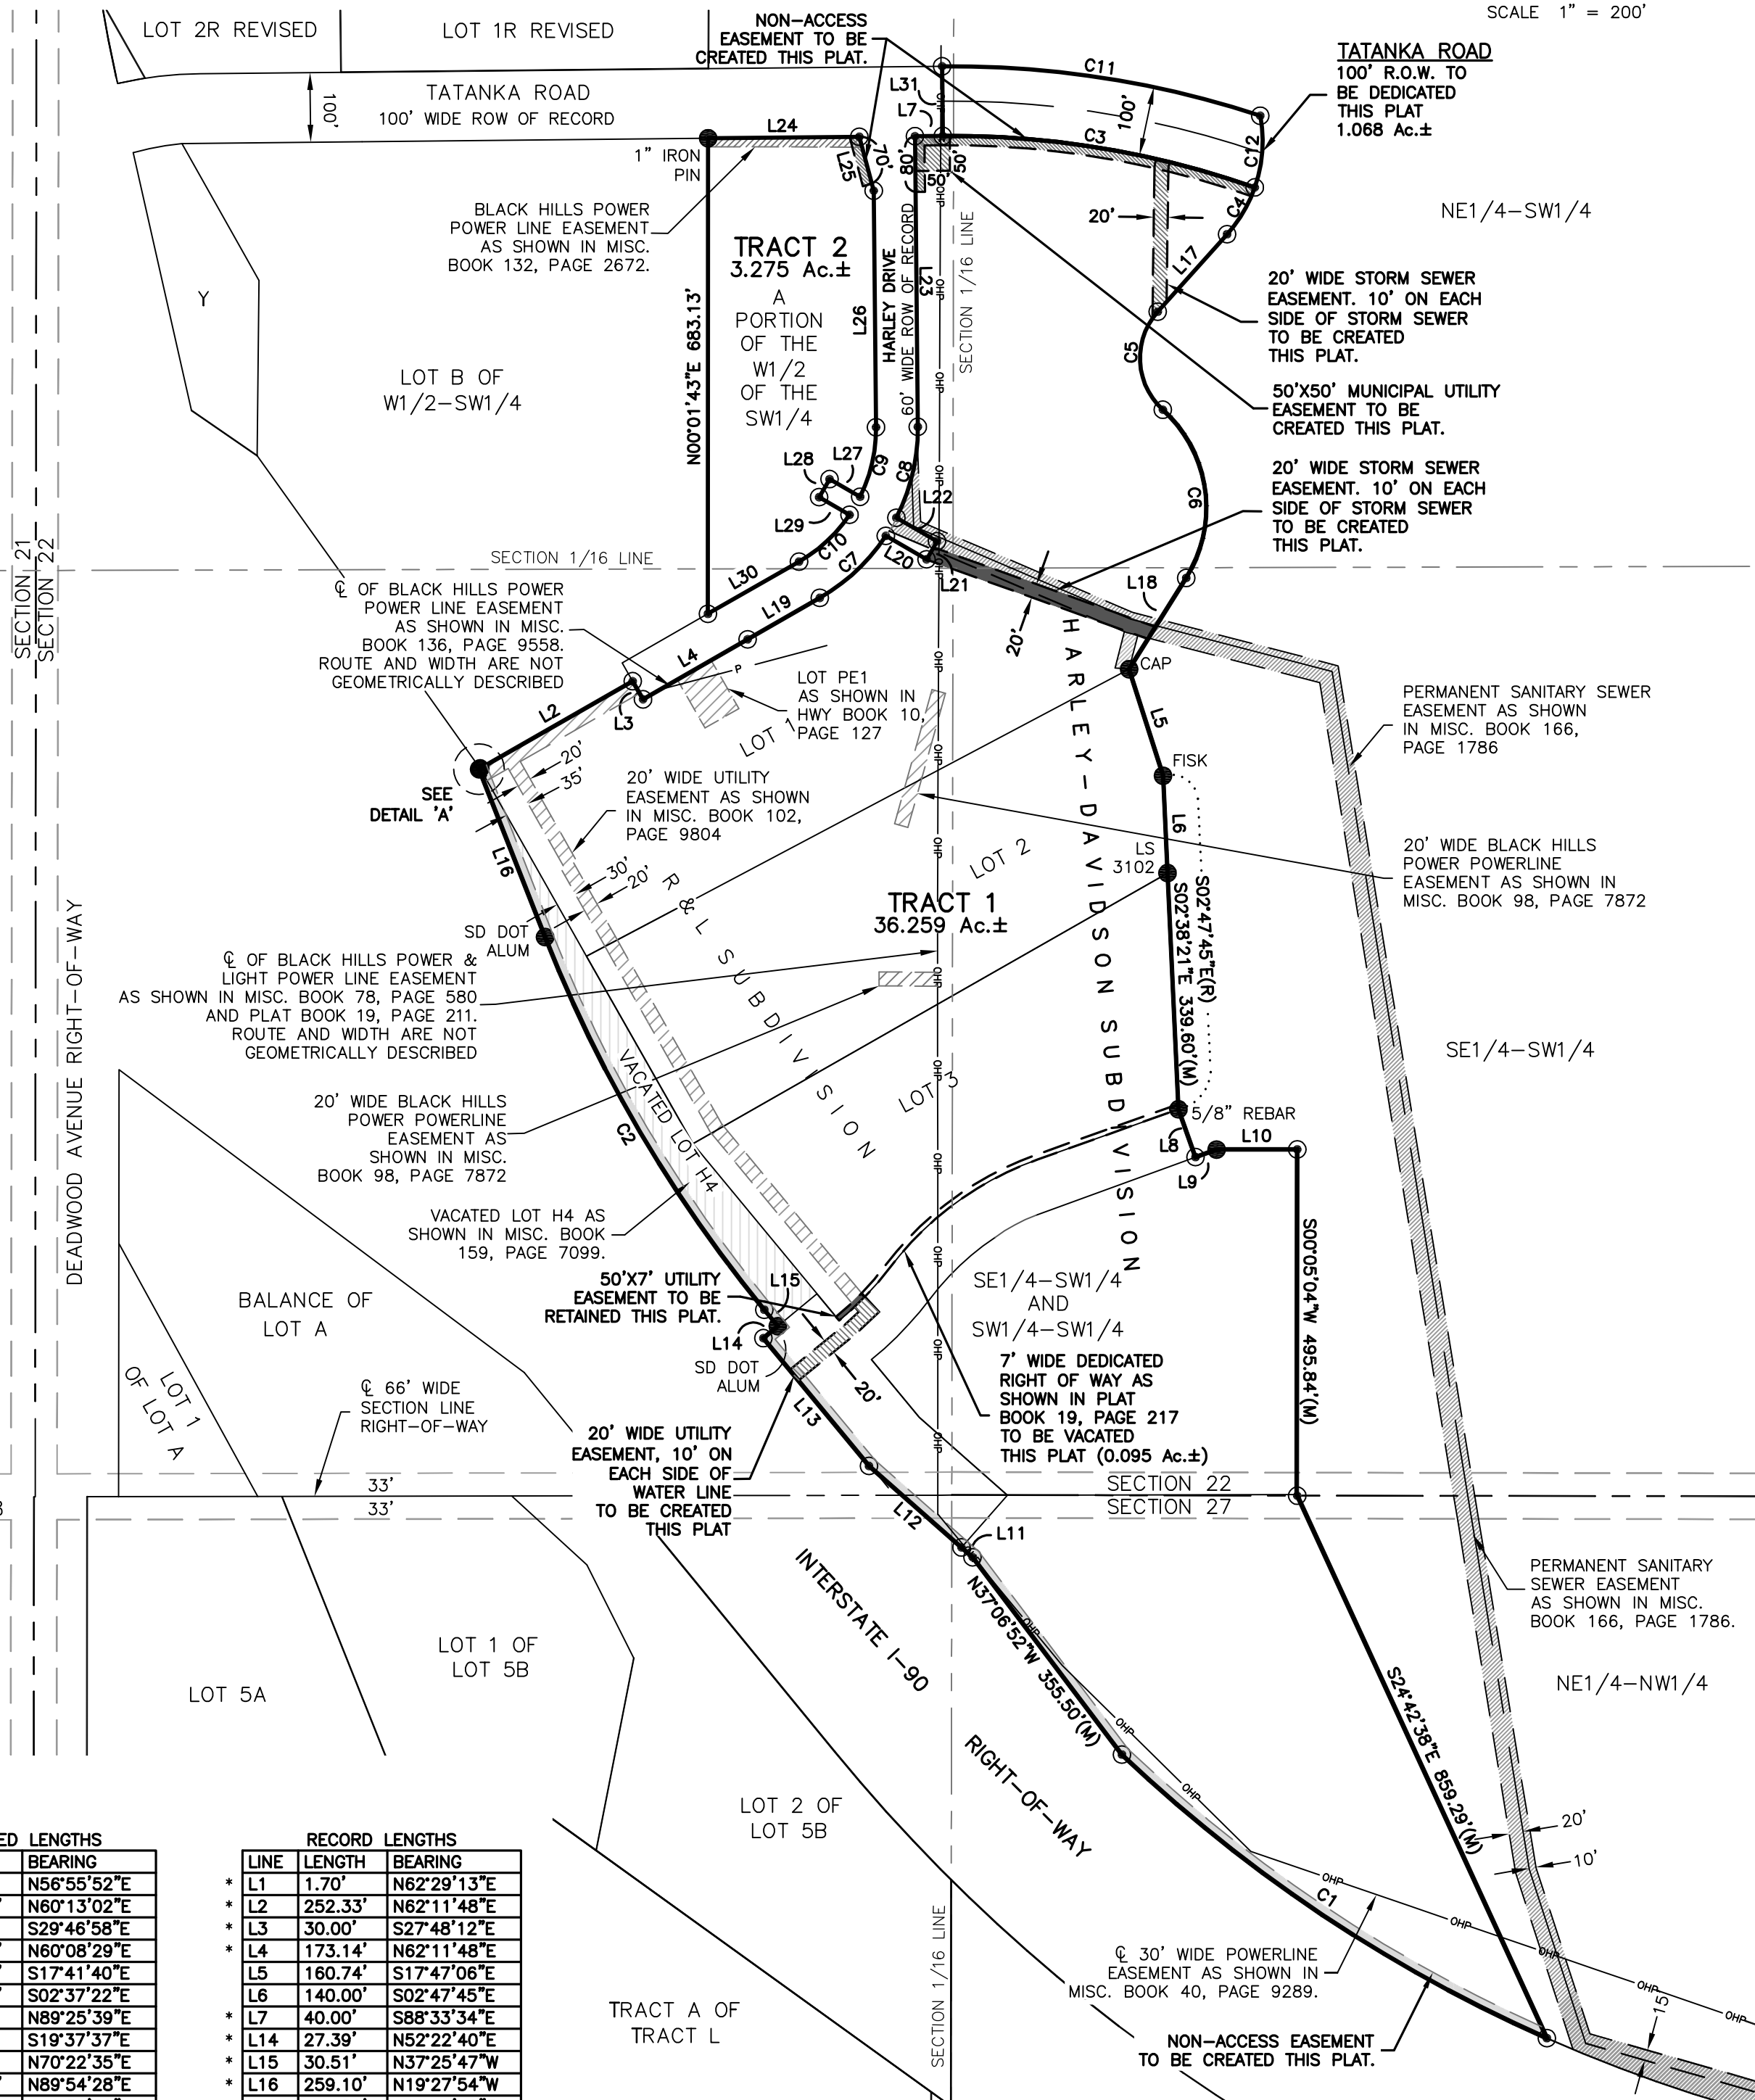 SCALE 1" = 200'
LOT 2R REVISED
LOT 1R REVISED
NON-ACCESS
EASEMENT TO BE
CREATED THIS PLAT.
TATANKA ROAD
100' R.O.W. TO
BE DEDICATED
THIS PLAT
1.068 Ac.±
C11
L31
L7
100'
TATANKA ROAD
100' WIDE ROW OF RECORD
100'
C3
C12
L24
1" IRON
PIN
L25
70'
80'
50'
50'
C4
20'
L17
NE1/4-SW1/4
BLACK HILLS POWER
POWER LINE EASEMENT
AS SHOWN IN MISC.
BOOK 132, PAGE 2672.
TRACT 2
3.275 Ac.±
A
PORTION
OF THE
W1/2
OF THE
SW1/4
N00°01'43"E 683.13'
L26
HARLEY DRIVE
60' WIDE ROW OF RECORD
L23
OHP
SECTION 1/16 LINE
20' WIDE STORM SEWER
EASEMENT. 10' ON EACH
SIDE OF STORM SEWER
TO BE CREATED
THIS PLAT.
Y
C5
LOT B OF
W1/2-SW1/4
50'X50' MUNICIPAL UTILITY
EASEMENT TO BE
CREATED THIS PLAT.
L28
L27
C9
C8
L22
C6
L29
20' WIDE STORM SEWER
EASEMENT. 10' ON EACH
SIDE OF STORM SEWER
TO BE CREATED
THIS PLAT.
SECTION 21
SECTION 22
SECTION 1/16 LINE
C10
C7
L20
L21
L18
L30
L19
20'
℄ OF BLACK HILLS POWER
POWER LINE EASEMENT
AS SHOWN IN MISC.
BOOK 136, PAGE 9558.
ROUTE AND WIDTH ARE NOT
GEOMETRICALLY DESCRIBED
L4
P
CAP
L2
L3
LOT PE1
AS SHOWN IN
HWY BOOK 10,
PAGE 127
LOT 1
L5
PERMANENT SANITARY SEWER
EASEMENT AS SHOWN
IN MISC. BOOK 166,
PAGE 1786
FISK
20'
35'
SEE
DETAIL 'A'
20' WIDE UTILITY
EASEMENT AS SHOWN
IN MISC. BOOK 102,
PAGE 9804
L16
L6
LS
3102
LOT 2
30'
20'
20' WIDE BLACK HILLS
POWER POWERLINE
EASEMENT AS SHOWN IN
MISC. BOOK 98, PAGE 7872
TRACT 1
36.259 Ac.±
R & L SUBDIVISION
HARLEY-DAVIDSON SUBDIVISION
S02°47'45"E(R)
S02°38'21"E 339.60'(M)
SD DOT
ALUM
℄ OF BLACK HILLS POWER &
LIGHT POWER LINE EASEMENT
AS SHOWN IN MISC. BOOK 78, PAGE 580
AND PLAT BOOK 19, PAGE 211.
ROUTE AND WIDTH ARE NOT
GEOMETRICALLY DESCRIBED
DEADWOOD AVENUE RIGHT-OF-WAY
SE1/4-SW1/4
VACATED LOT H4
LOT 3
20' WIDE BLACK HILLS
POWER POWERLINE
EASEMENT AS
SHOWN IN MISC.
BOOK 98, PAGE 7872
C2
5/8" REBAR
L8
L10
L9
VACATED LOT H4 AS
SHOWN IN MISC. BOOK
159, PAGE 7099.
S00°05'04"W 495.84'(M)
50'X7' UTILITY
EASEMENT TO BE
RETAINED THIS PLAT.
L15
L14
SD DOT
ALUM
SE1/4-SW1/4
AND
SW1/4-SW1/4
BALANCE OF
LOT A
LOT 1
OF LOT A
7' WIDE DEDICATED
RIGHT OF WAY AS
SHOWN IN PLAT
BOOK 19, PAGE 217
TO BE VACATED
THIS PLAT (0.095 Ac.±)
20'
L13
℄ 66' WIDE
SECTION LINE
RIGHT-OF-WAY
20' WIDE UTILITY
EASEMENT, 10' ON
EACH SIDE OF
WATER LINE
TO BE CREATED
THIS PLAT
33'
33'
SECTION 22
SECTION 27
L12
L11
INTERSTATE I-90
RIGHT-OF-WAY
N37°06'52"W 355.50'(M)
PERMANENT SANITARY
SEWER EASEMENT
AS SHOWN IN MISC.
BOOK 166, PAGE 1786.
LOT 1 OF
LOT 5B
LOT 5A
NE1/4-NW1/4
S24°42'38"E 859.29'(M)
LOT 2 OF
LOT 5B
20'
10'
C1
OHP
℄ 30' WIDE POWERLINE
EASEMENT AS SHOWN IN
MISC. BOOK 40, PAGE 9289.
SECTION 1/16 LINE
TRACT A OF
TRACT L
15'
NON-ACCESS EASEMENT
TO BE CREATED THIS PLAT.
ED LENGTHS
BEARING
N56°55'52"E
N60°13'02"E
S29°46'58"E
N60°08'29"E
S17°41'40"E
S02°37'22"E
N89°25'39"E
S19°37'37"E
N70°22'35"E
N89°54'28"E
RECORD LENGTHS
LINE LENGTH BEARING
* L1 1.70' N62°29'13"E
* L2 252.33' N62°11'48"E
* L3 30.00' S27°48'12"E
* L4 173.14' N62°11'48"E
L5 160.74' S17°47'06"E
L6 140.00' S02°47'45"E
* L7 40.00' S88°33'34"E
* L14 27.39' N52°22'40"E
* L15 30.51' N37°25'47"W
* L16 259.10' N19°27'54"W